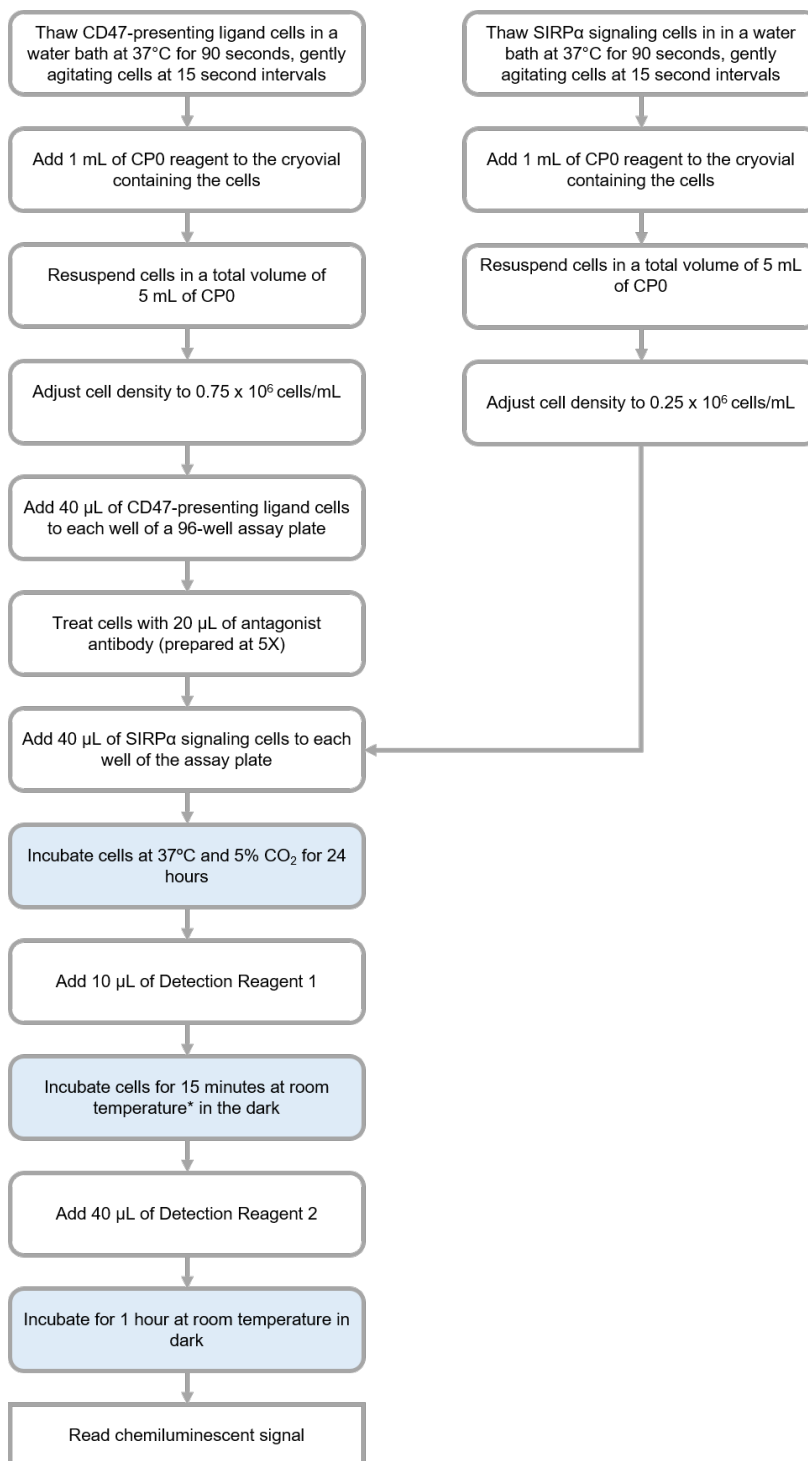 Thaw CD47-presenting ligand cells in a
water bath at 37°C for 90 seconds, gently
agitating cells at 15 second intervals
Add 1 mL of CP0 reagent to the cryovial
containing the cells
Resuspend cells in a total volume of
5 mL of CP0
Adjust cell density to 0.75 x 10⁶ cells/mL
Add 40 µL of CD47-presenting ligand cells
to each well of a 96-well assay plate
Treat cells with 20 µL of antagonist
antibody (prepared at 5X)
Thaw SIRPα signaling cells in in a water
bath at 37°C for 90 seconds, gently
agitating cells at 15 second intervals
Add 1 mL of CP0 reagent to the cryovial
containing the cells
Resuspend cells in a total volume of 5 mL
of CP0
Adjust cell density to 0.25 x 10⁶ cells/mL
Add 40 µL of SIRPα signaling cells to each
well of the assay plate
Incubate cells at 37ºC and 5% CO₂ for 24
hours
Add 10 µL of Detection Reagent 1
Incubate cells for 15 minutes at room
temperature* in the dark
Add 40 µL of Detection Reagent 2
Incubate for 1 hour at room temperature in
dark
Read chemiluminescent signal